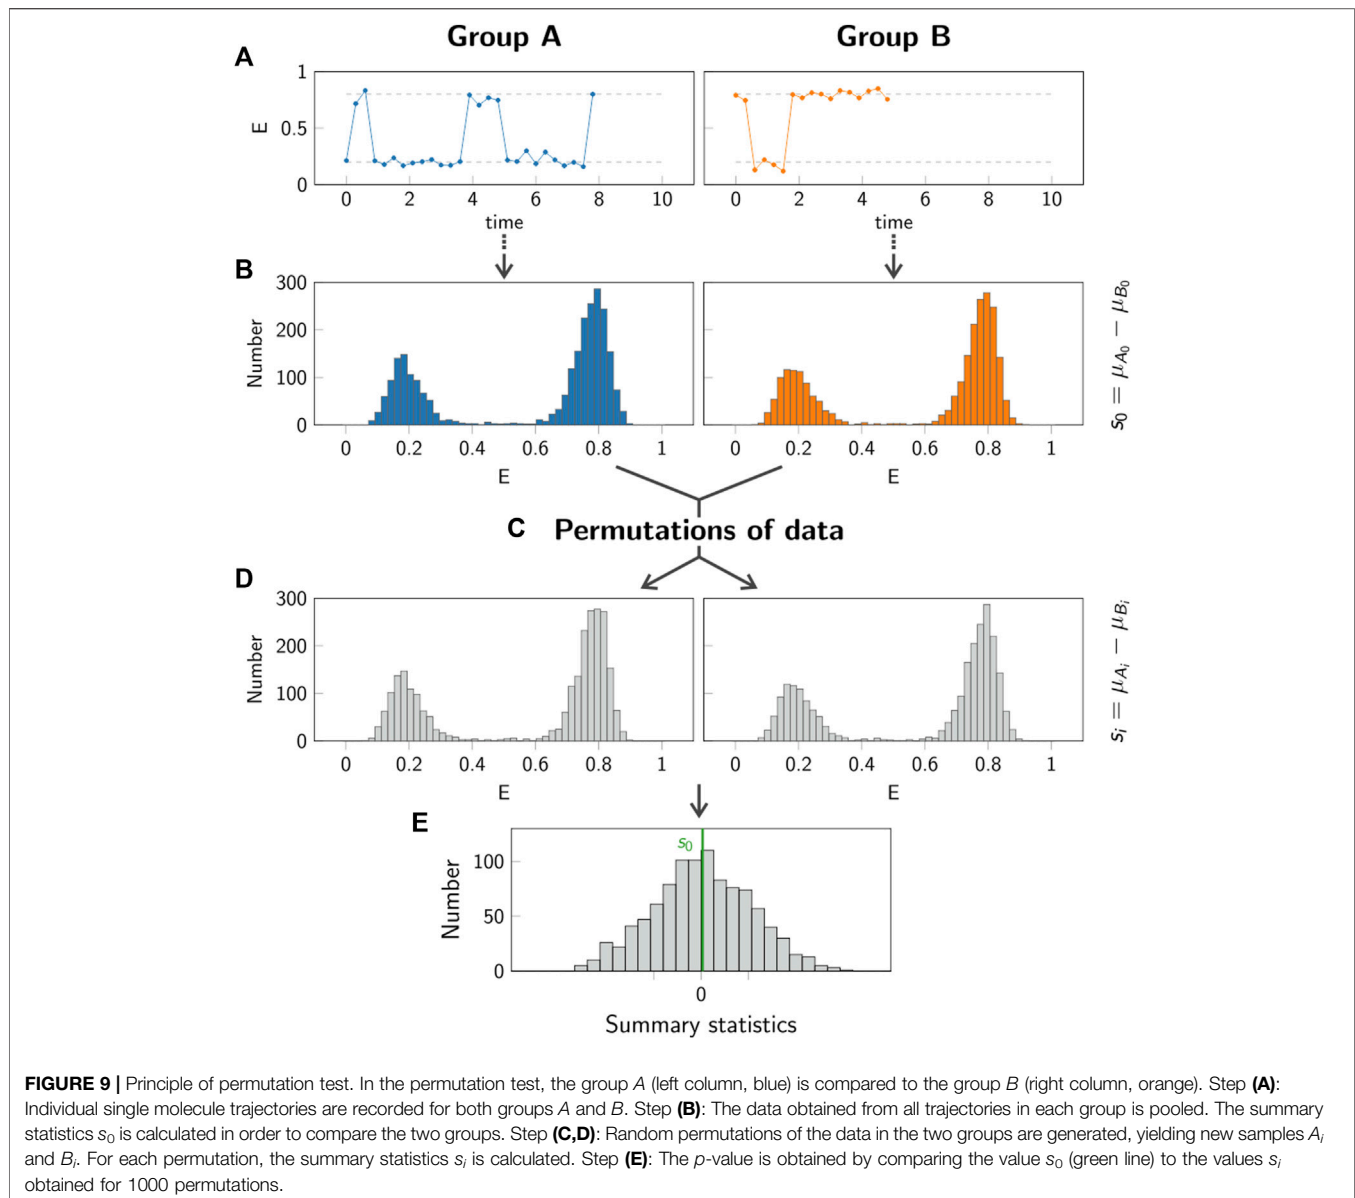 Group A
Group B
A
1
0.5
0
E
0 2 4 6 8 10
time
0 2 4 6 8 10
time
B
300
200
100
0
Number
0 0.2 0.4 0.6 0.8 1
E
0 0.2 0.4 0.6 0.8 1
E
s₀ = μ_A₀ − μ_B₀
C Permutations of data
D
300
200
100
0
Number
0 0.2 0.4 0.6 0.8 1
E
0 0.2 0.4 0.6 0.8 1
E
sᵢ = μ_Aᵢ − μ_Bᵢ
E
s₀
100
50
0
Number
0
Summary statistics
FIGURE 9 | Principle of permutation test. In the permutation test, the group A (left column, blue) is compared to the group B (right column, orange). Step (A):
Individual single molecule trajectories are recorded for both groups A and B. Step (B): The data obtained from all trajectories in each group is pooled. The summary
statistics s₀ is calculated in order to compare the two groups. Step (C,D): Random permutations of the data in the two groups are generated, yielding new samples Aᵢ
and Bᵢ. For each permutation, the summary statistics sᵢ is calculated. Step (E): The p-value is obtained by comparing the value s₀ (green line) to the values sᵢ
obtained for 1000 permutations.